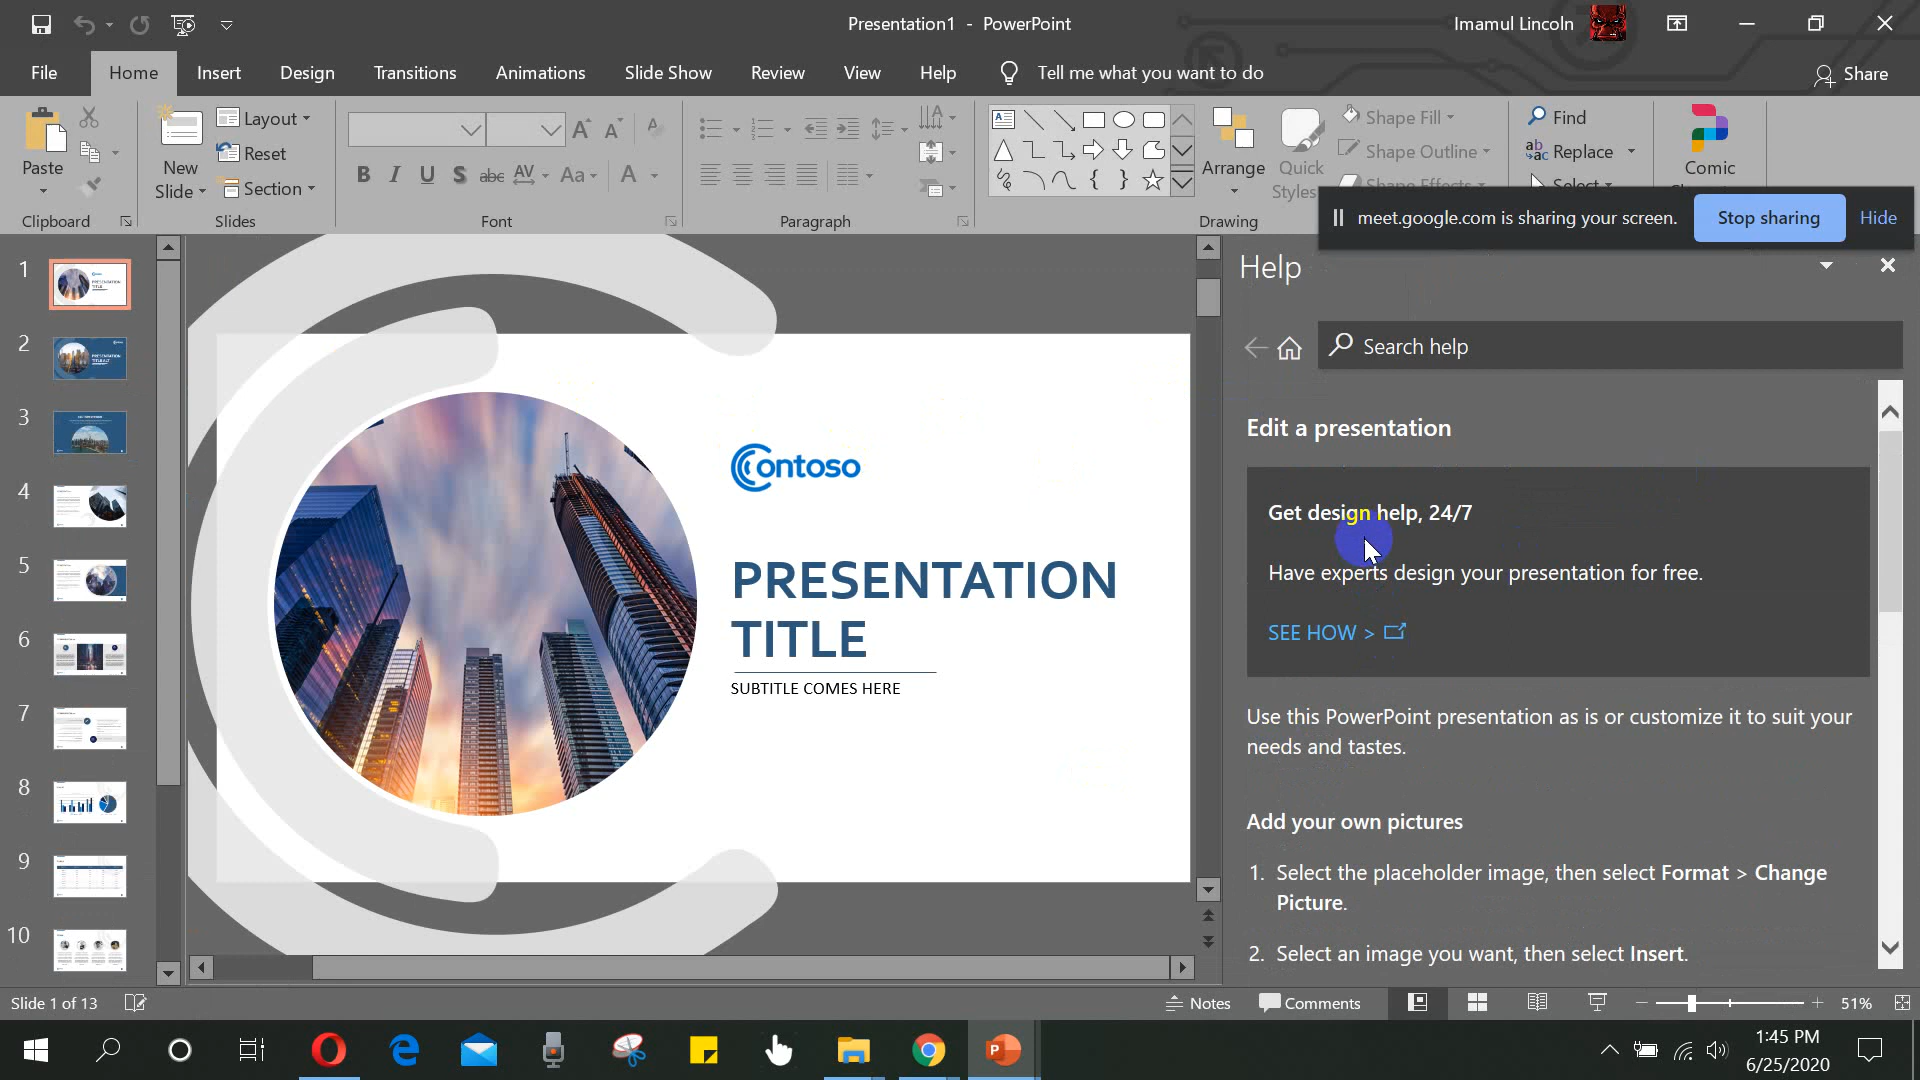 Presentation1 - PowerPoint
Imamul Lincoln
File Home Insert Design Transitions Animations Slide Show Review View Help Tell me what you want to do Share
Paste
Clipboard
New
Slide
Layout
Reset
Section
Slides
B I U S abc AV Aa A
Font
Paragraph
Arrange
Quick
Styles
Shape Fill
Shape Outline
Shape Effects
Drawing
Find
Replace
Select
Comic
meet.google.com is sharing your screen. Stop sharing Hide
1
2
3
4
5
6
7
8
9
10
Contoso
PRESENTATION
TITLE
SUBTITLE COMES HERE
Help
Search help
Edit a presentation
Get design help, 24/7
Have experts design your presentation for free.
SEE HOW >
Use this PowerPoint presentation as is or customize it to suit your
needs and tastes.
Add your own pictures
1. Select the placeholder image, then select Format > Change
Picture.
2. Select an image you want, then select Insert.
Slide 1 of 13
Notes Comments 51%
1:45 PM
6/25/2020